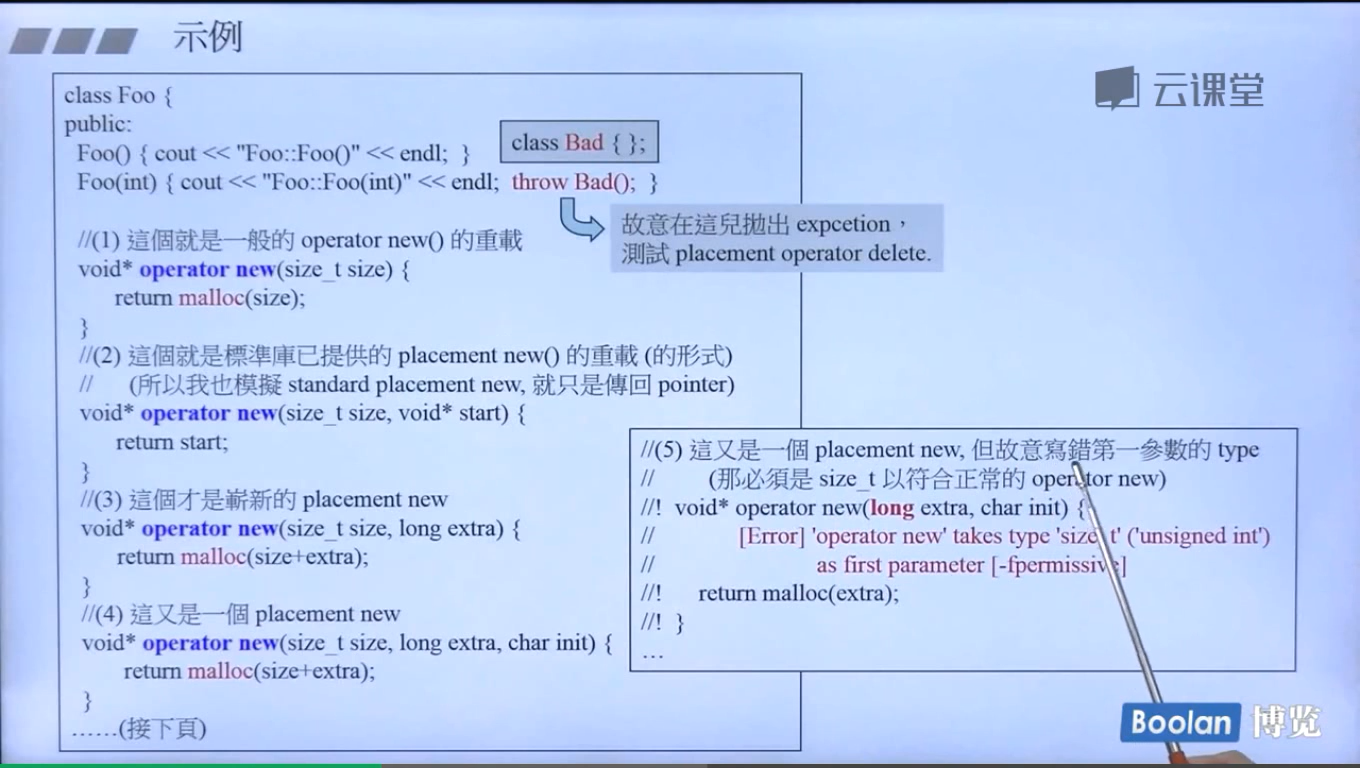 示例
云课堂
class Foo {
public:
Foo() { cout << "Foo::Foo()" << endl; }
class Bad { };
Foo(int) { cout << "Foo::Foo(int)" << endl; throw Bad(); }
故意在這兒拋出 expcetion，
測試 placement operator delete.
//(1) 這個就是一般的 operator new() 的重載
void* operator new(size_t size) {
return malloc(size);
}
//(2) 這個就是標準庫已提供的 placement new() 的重載 (的形式)
// (所以我也模擬 standard placement new, 就只是傳回 pointer)
void* operator new(size_t size, void* start) {
return start;
}
//(3) 這個才是嶄新的 placement new
void* operator new(size_t size, long extra) {
return malloc(size+extra);
}
//(4) 這又是一個 placement new
void* operator new(size_t size, long extra, char init) {
return malloc(size+extra);
}
……(接下頁)
//(5) 這又是一個 placement new, 但故意寫錯第一參數的 type
// (那必須是 size_t 以符合正常的 operator new)
//! void* operator new(long extra, char init) {
// [Error] 'operator new' takes type 'size_t' ('unsigned int')
// as first parameter [-fpermissive]
//! return malloc(extra);
//! }
…
Boolan 博览